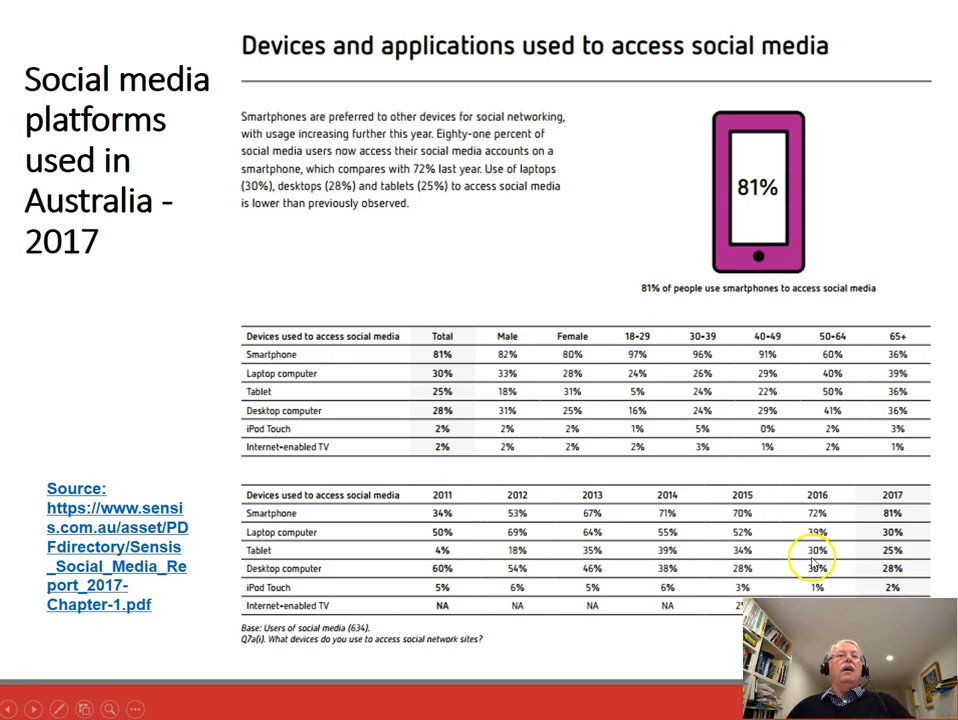 Devices and applications used to access social media
Social media
platforms
used in
Australia -
2017
Smartphones are preferred to other devices for social networking,
with usage increasing further this year. Eighty-one percent of
social media users now access their social media accounts on a
smartphone, which compares with 72% last year. Use of laptops
(30%), desktops (28%) and tablets (25%) to access social media
is lower than previously observed.
81%
81% of people use smartphones to access social media
Devices used to access social media Total Male Female 18-29 30-39 40-49 50-64 65+
Smartphone 81% 82% 80% 97% 96% 91% 60% 36%
Laptop computer 30% 33% 28% 24% 26% 29% 40% 39%
Tablet 25% 18% 31% 5% 24% 22% 50% 36%
Desktop computer 28% 31% 25% 16% 24% 29% 41% 36%
iPod Touch 2% 2% 2% 1% 5% 0% 2% 3%
Internet-enabled TV 2% 2% 2% 2% 3% 1% 2% 1%
Devices used to access social media 2011 2012 2013 2014 2015 2016 2017
Smartphone 34% 53% 67% 71% 70% 72% 81%
Laptop computer 50% 69% 64% 55% 52% 39% 30%
Tablet 4% 18% 35% 39% 34% 30% 25%
Desktop computer 60% 54% 46% 38% 28% 28%
iPod Touch 5% 6% 5% 6% 3% 1% 2%
Internet-enabled TV NA NA NA NA
Base: Users of social media (634).
Q7a(i). What devices do you use to access social network sites?
Source:
https://www.sensi
s.com.au/asset/PD
Fdirectory/Sensis
_Social_Media_Re
port_2017-
Chapter-1.pdf